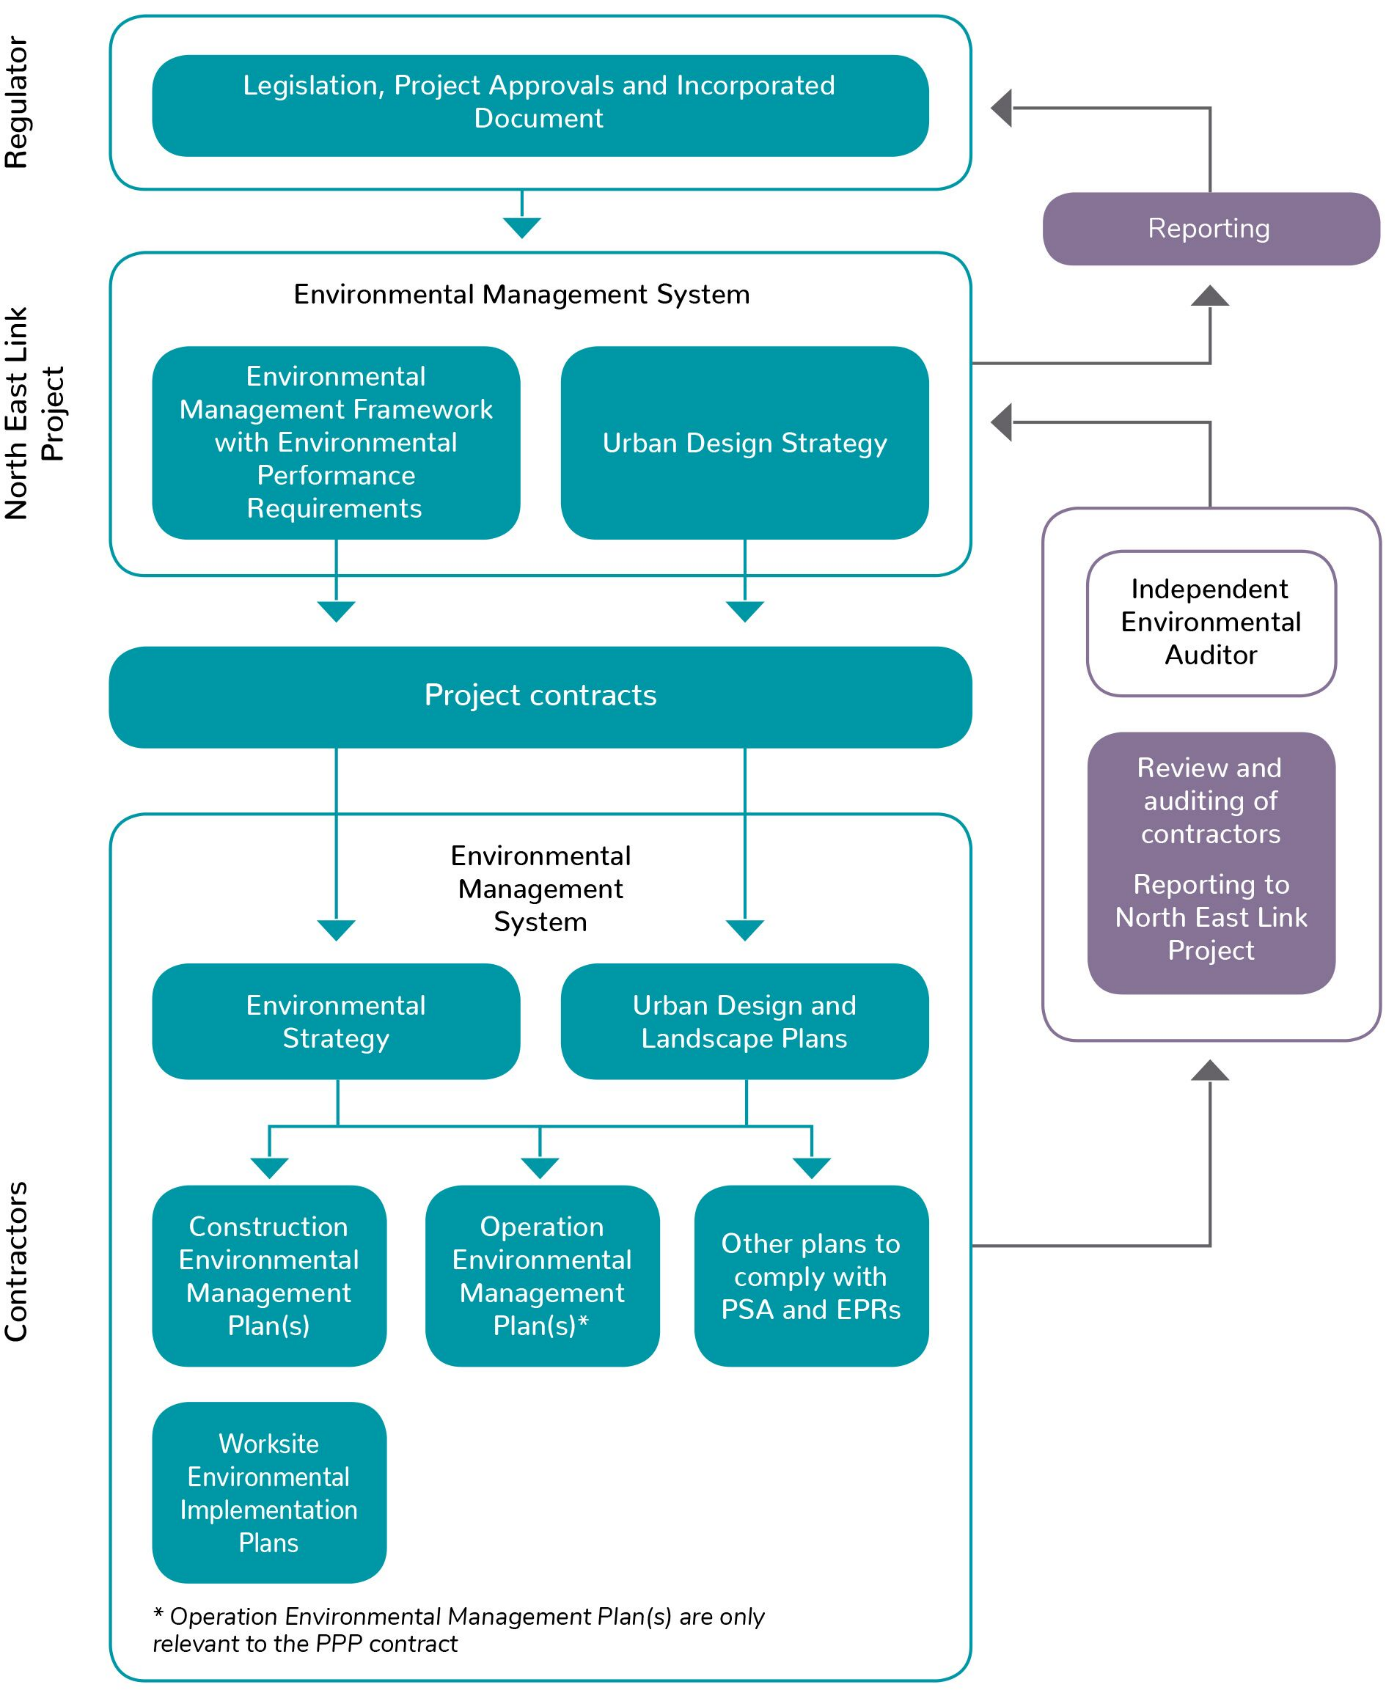 Regulator
Legislation, Project Approvals and Incorporated
Document
Reporting
North East Link
Project
Environmental Management System
Environmental
Management Framework
with Environmental
Performance
Requirements
Urban Design Strategy
Independent
Environmental
Auditor
Review and
auditing of
contractors
Reporting to
North East Link
Project
Project contracts
Contractors
Environmental
Management
System
Environmental
Strategy
Urban Design and
Landscape Plans
Construction
Environmental
Management
Plan(s)
Operation
Environmental
Management
Plan(s)*
Other plans to
comply with
PSA and EPRs
Worksite
Environmental
Implementation
Plans
* Operation Environmental Management Plan(s) are only
relevant to the PPP contract